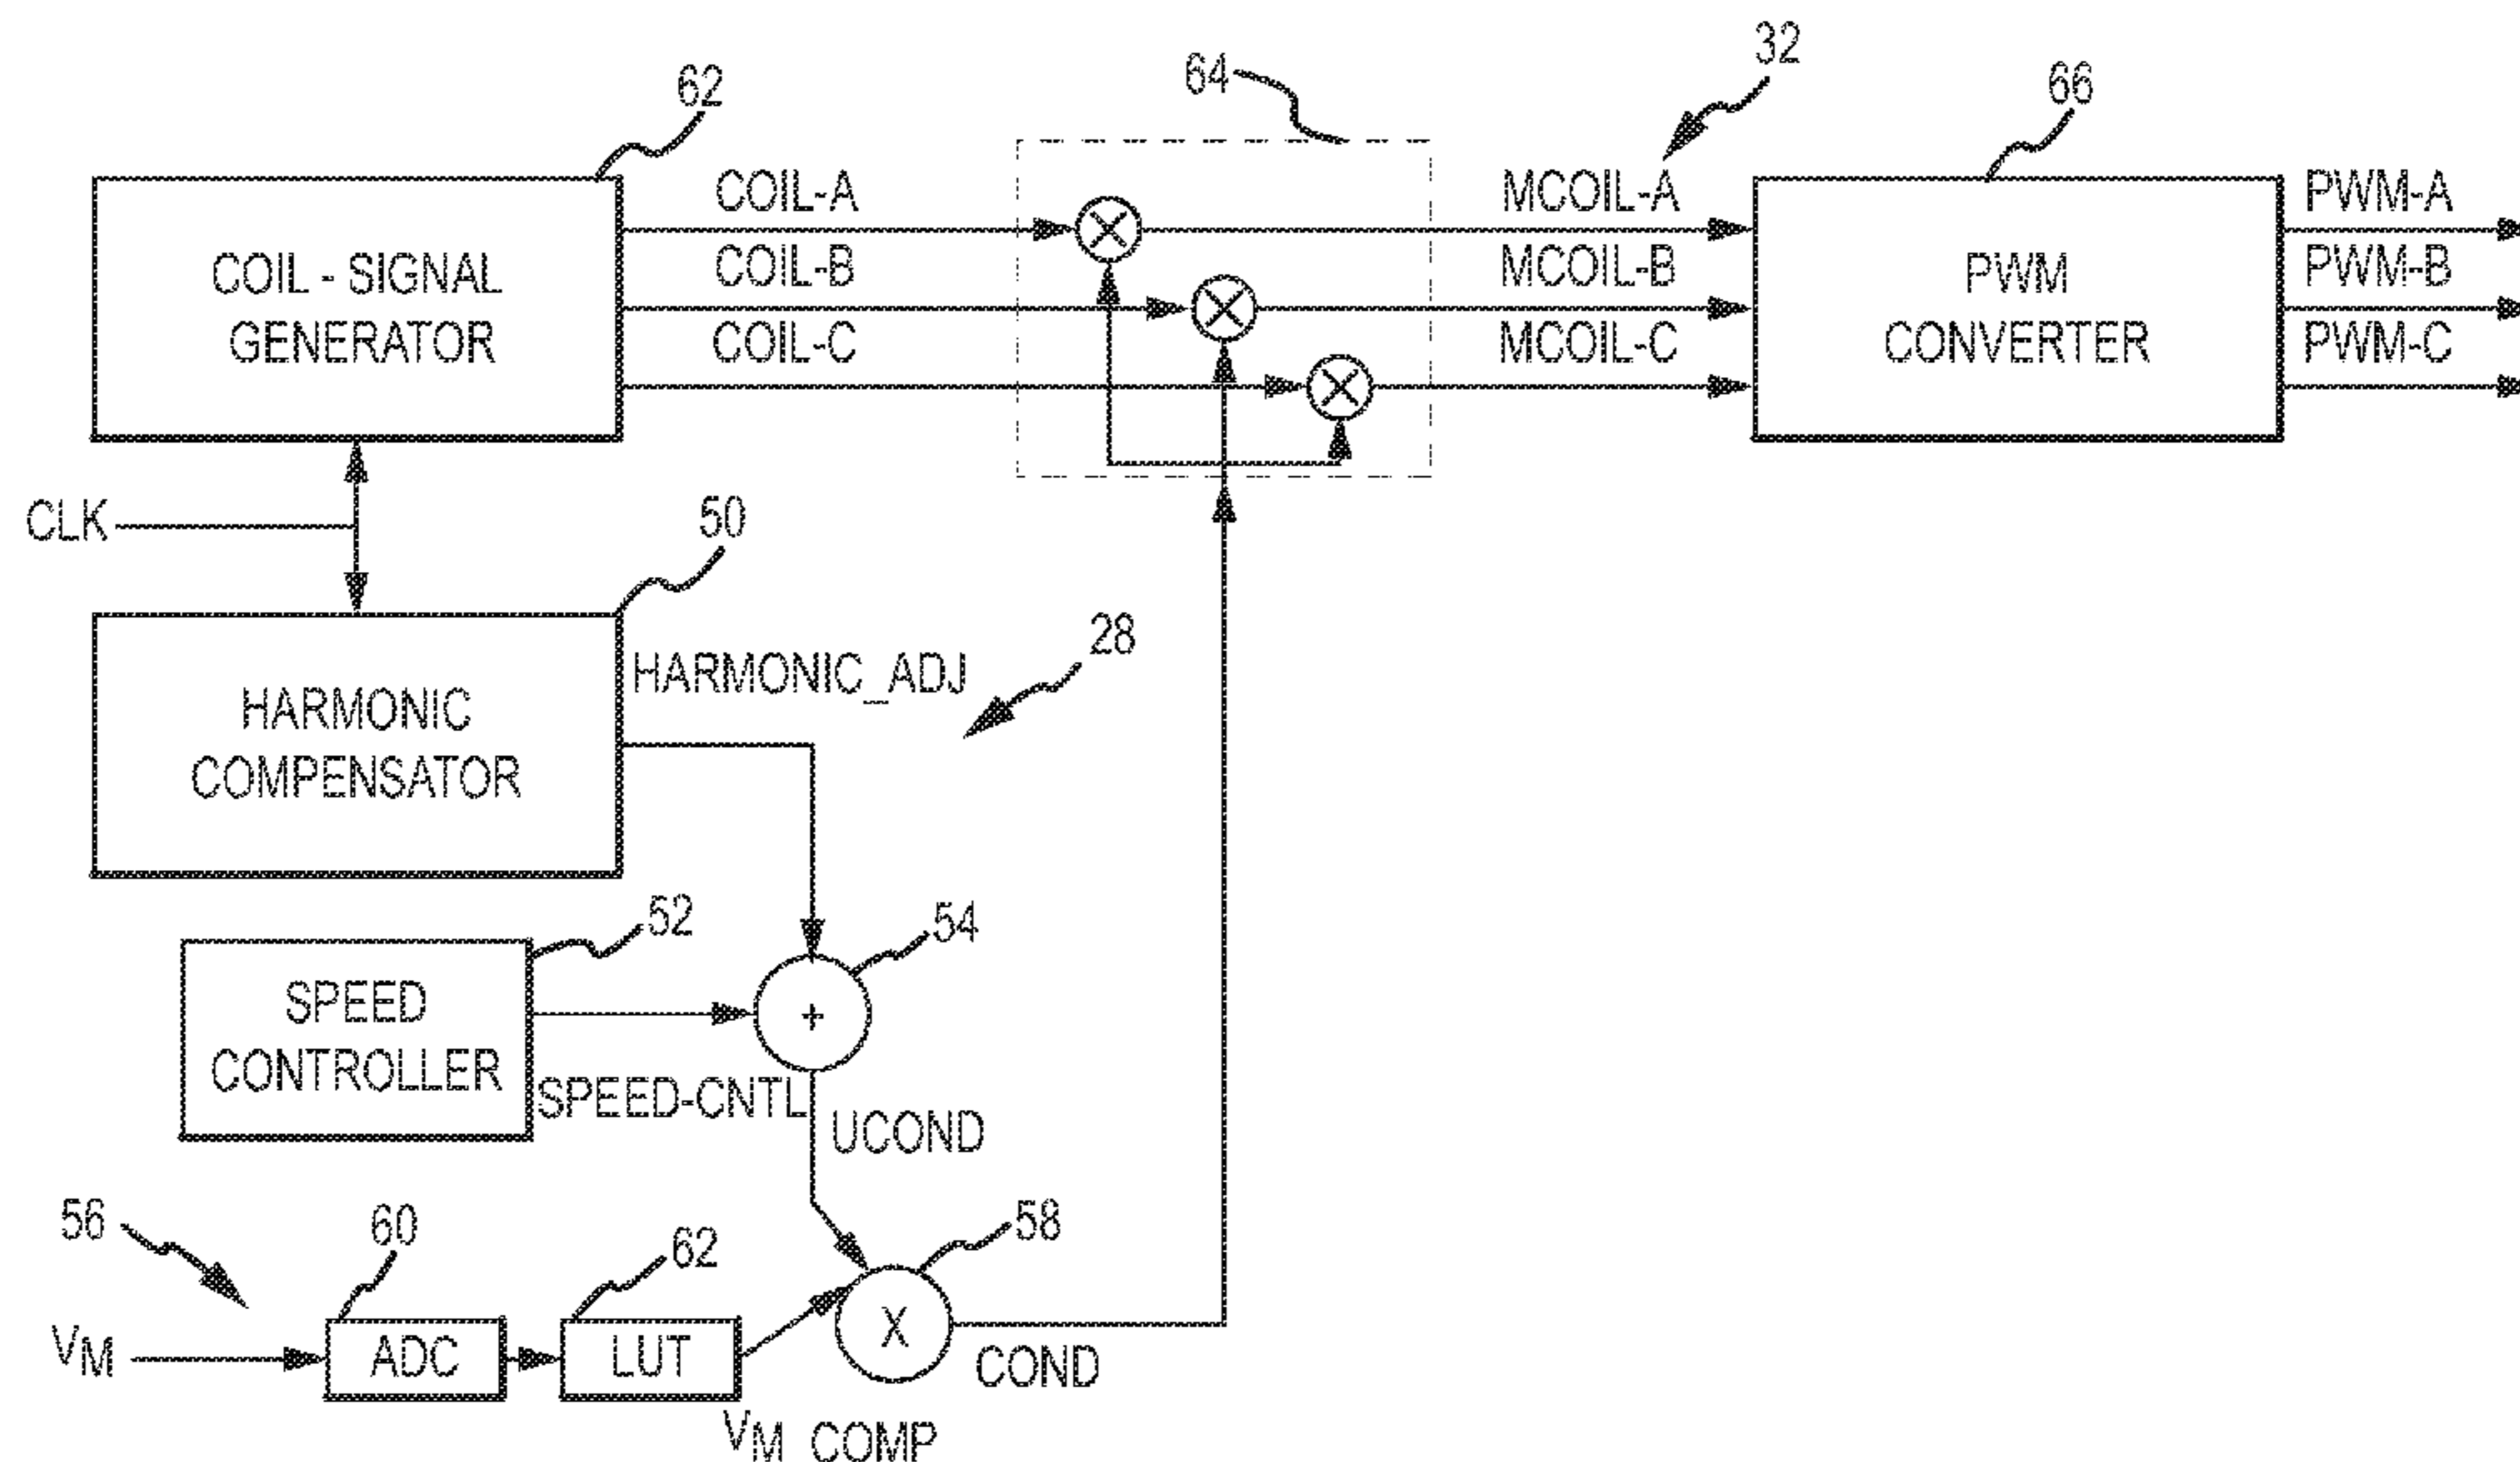 32
62
64
66
COIL-A
MCOIL-A
PWM-A
COIL - SIGNAL
GENERATOR
COIL-B
MCOIL-B
PWM
CONVERTER
PWM-B
COIL-C
MCOIL-C
PWM-C
CLK
50
28
HARMONIC_ADJ
HARMONIC
COMPENSATOR
52
54
SPEED
CONTROLLER
+
SPEED-CNTL
UCOND
56
60
62
58
VM
ADC
LUT
X
COND
VM_COMP